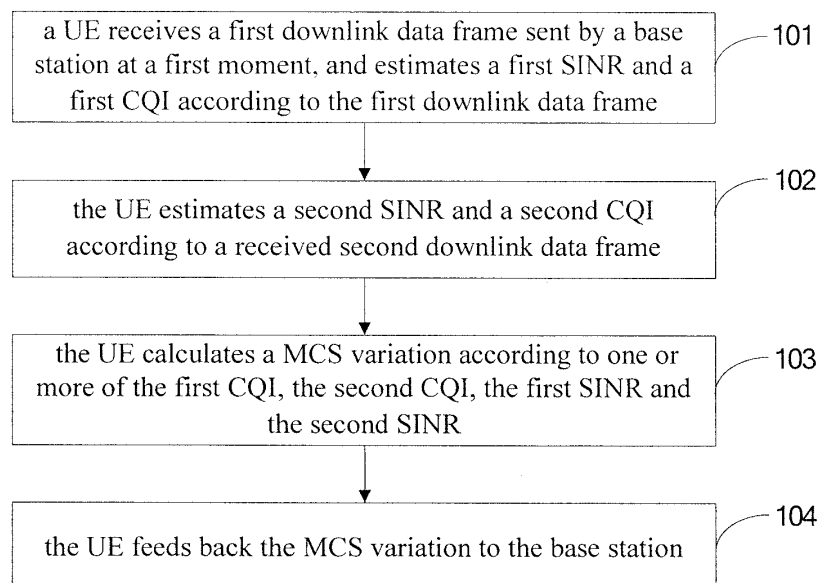 a UE receives a first downlink data frame sent by a base
station at a first moment, and estimates a first SINR and a
first CQI according to the first downlink data frame
101
the UE estimates a second SINR and a second CQI
according to a received second downlink data frame
102
the UE calculates a MCS variation according to one or
more of the first CQI, the second CQI, the first SINR and
the second SINR
103
the UE feeds back the MCS variation to the base station
104